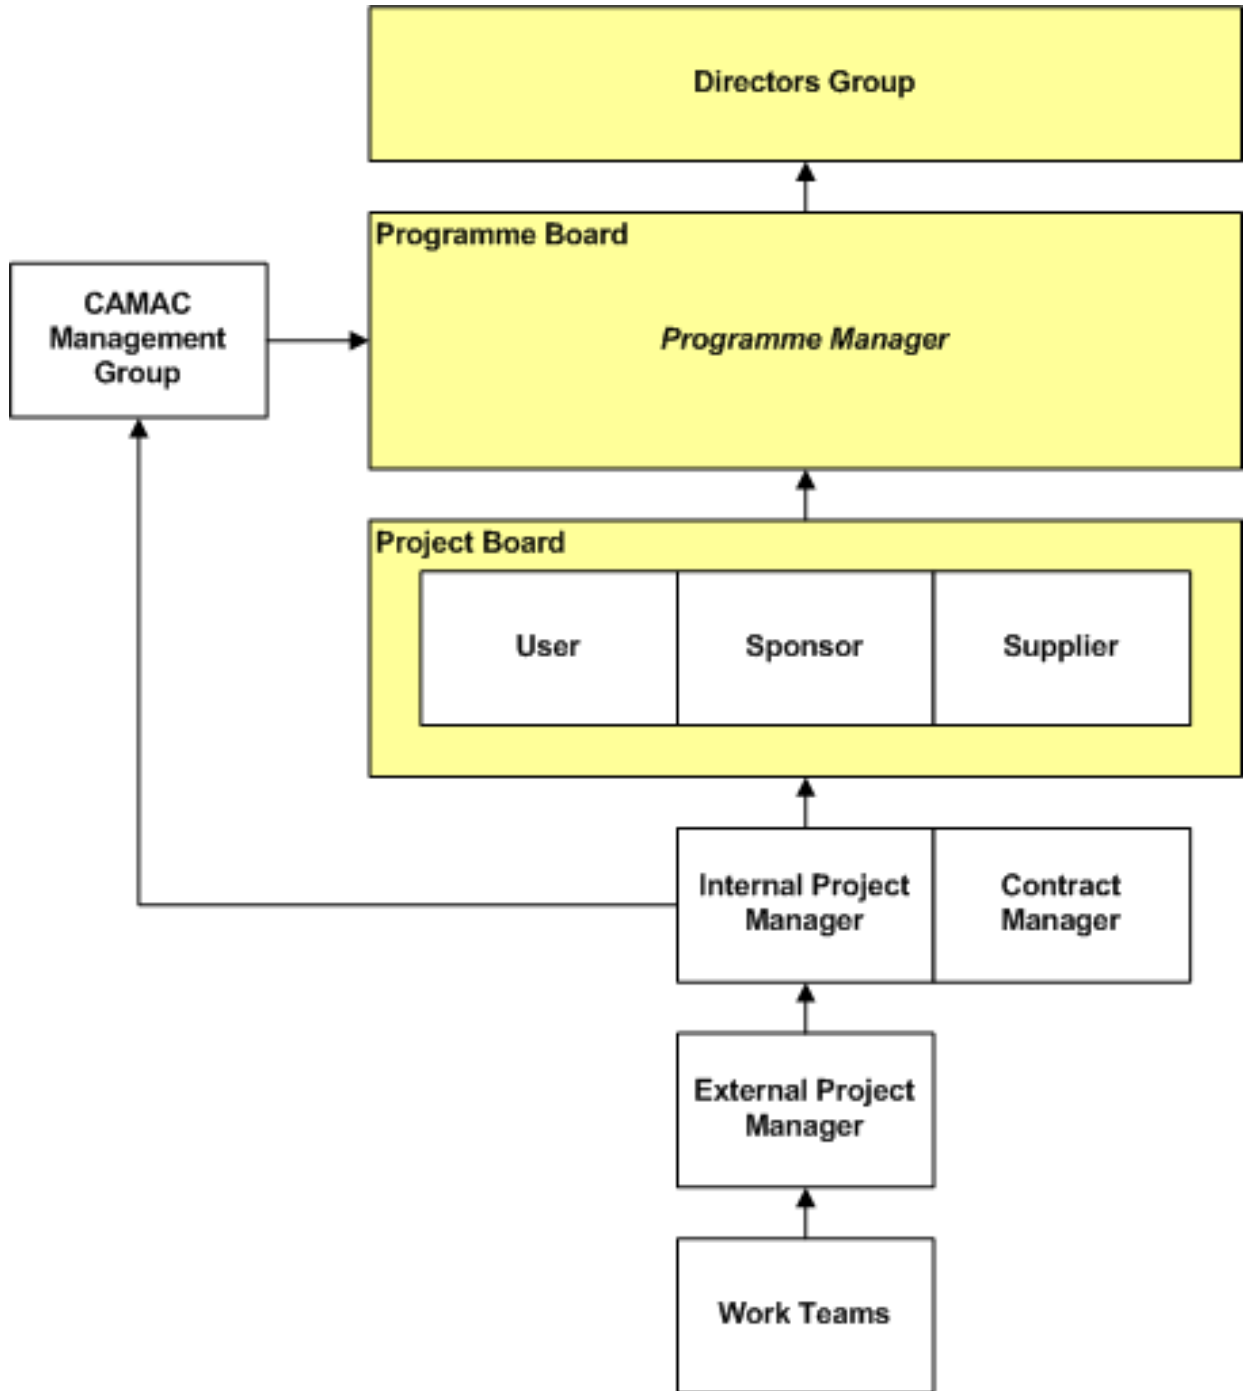 Directors Group
Programme Board
CAMAC
Management
Group
Programme Manager
Project Board
User
Sponsor
Supplier
Internal Project
Manager
Contract
Manager
External Project
Manager
Work Teams